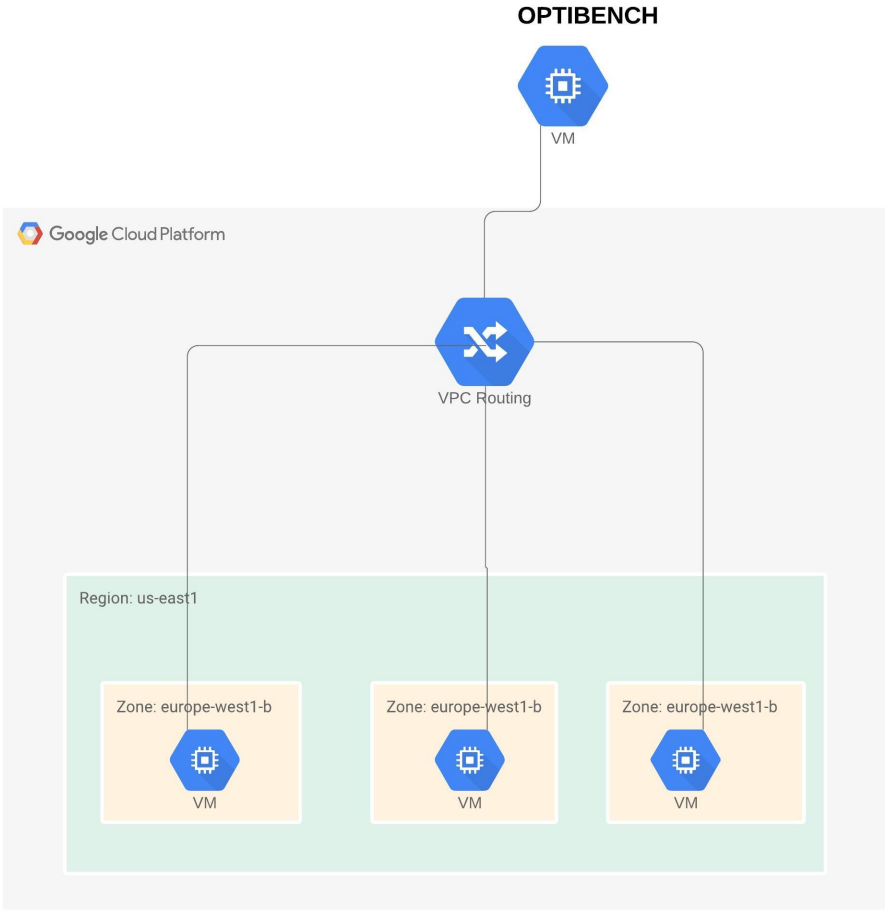 OPTIBENCH
VM
Google Cloud Platform
VPC Routing
Region: us-east1
Zone: europe-west1-b
Zone: europe-west1-b
Zone: europe-west1-b
VM
VM
VM